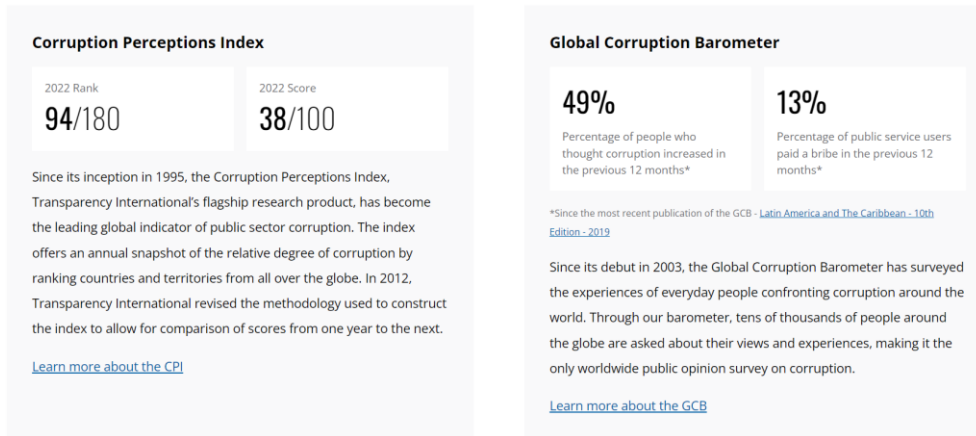 Corruption Perceptions Index
2022 Rank
94/180
2022 Score
38/100
Since its inception in 1995, the Corruption Perceptions Index,
Transparency International’s flagship research product, has become
the leading global indicator of public sector corruption. The index
offers an annual snapshot of the relative degree of corruption by
ranking countries and territories from all over the globe. In 2012,
Transparency International revised the methodology used to construct
the index to allow for comparison of scores from one year to the next.
Learn more about the CPI
Global Corruption Barometer
49%
Percentage of people who
thought corruption increased in
the previous 12 months*
13%
Percentage of public service users
paid a bribe in the previous 12
months*
*Since the most recent publication of the GCB - Latin America and The Caribbean - 10th
Edition - 2019
Since its debut in 2003, the Global Corruption Barometer has surveyed
the experiences of everyday people confronting corruption around the
world. Through our barometer, tens of thousands of people around
the globe are asked about their views and experiences, making it the
only worldwide public opinion survey on corruption.
Learn more about the GCB